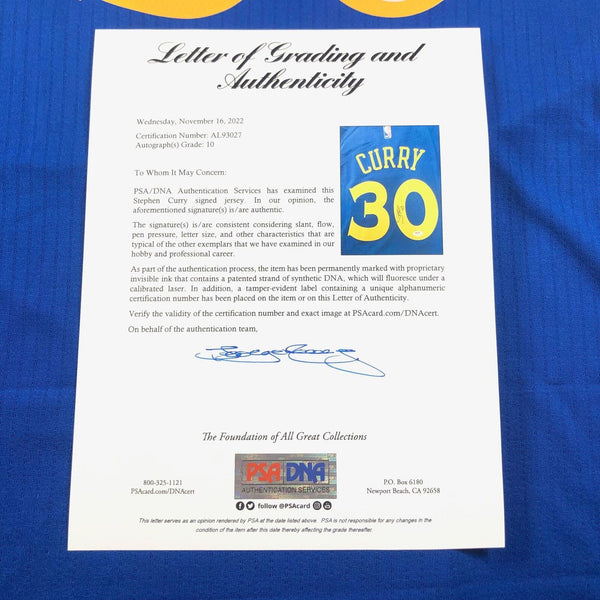 Letter of Grading and
Authenticity
Wednesday, November 16, 2022
Certification Number: AL93027
Autograph(s) Grade: 10
To Whom It May Concern:
PSA/DNA Authentication Services has examined this
Stephen Curry signed jersey. In our opinion, the
aforementioned signature(s) is/are authentic.
The signature(s) is/are consistent considering slant, flow,
pen pressure, letter size, and other characteristics that are
typical of the other exemplars that we have examined in our
hobby and professional career.
CURRY
30
As part of the authentication process, the item has been permanently marked with proprietary
invisible ink that contains a patented strand of synthetic DNA, which will fluoresce under a
calibrated laser. In addition, a tamper-evident label containing a unique alphanumeric
certification number has been placed on the item or on this Letter of Authenticity.
Verify the validity of the certification number and exact image at PSAcard.com/DNAcert.
On behalf of the authentication team,
The Foundation of All Great Collections
800-325-1121
PSAcard.com/DNAcert
PSA DNA
AUTHENTICATION SERVICES
follow @PSAcard
P.O. Box 6180
Newport Beach, CA 92658
This letter serves as an opinion rendered by PSA at the date listed above. PSA is not responsible for any changes in the
condition of the item after this date thereby affecting the grade thereafter.